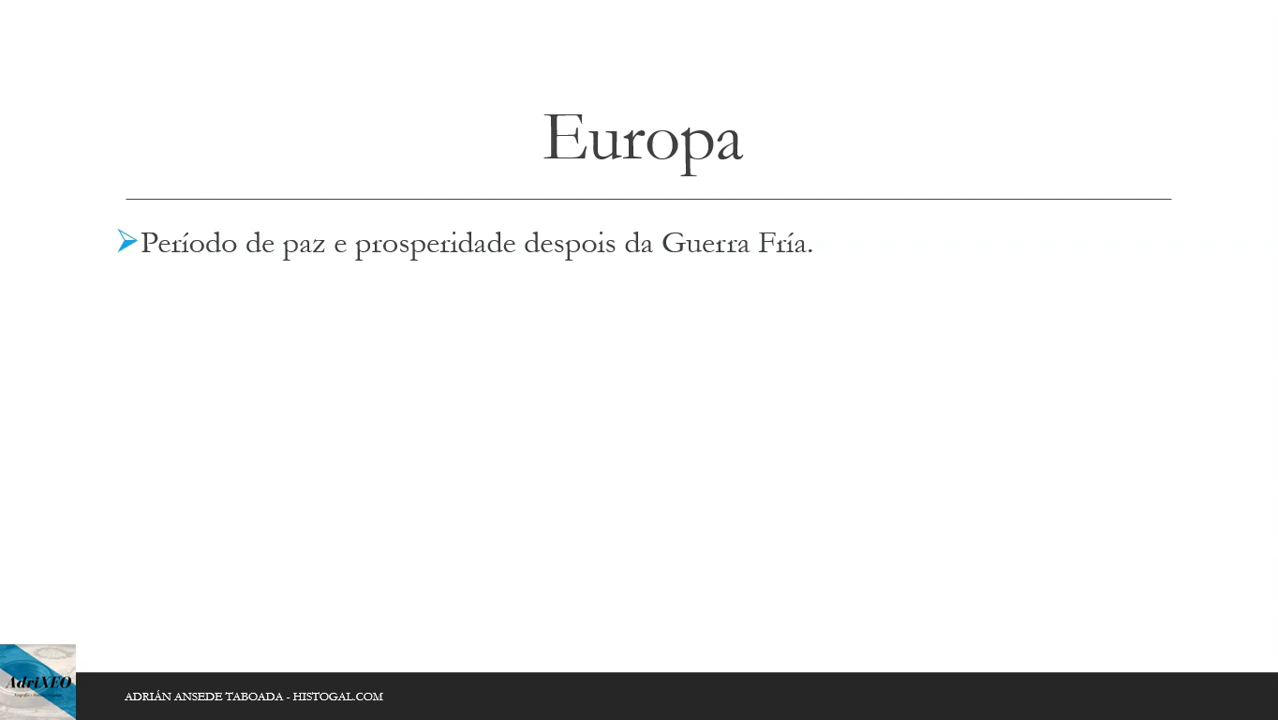 Europa
Período de paz e prosperidade despois da Guerra Fría.
AdriXEO
ADRIÁN ANSEDE TABOADA - HISTOGAL.COM